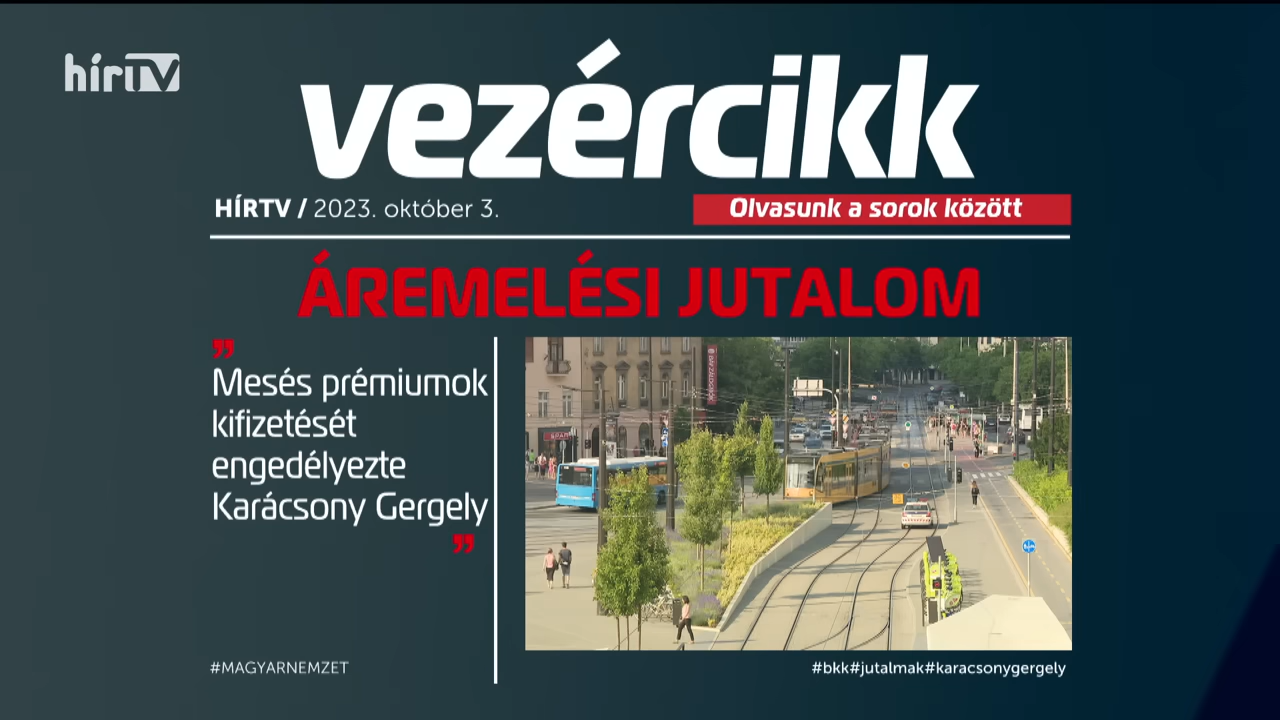 hírTV
vezércikk
HÍRTV / 2023. október 3.
Olvasunk a sorok között
ÁREMELÉSI JUTALOM
”
Mesés prémiumok
kifizetését
engedélyezte
Karácsony Gergely
”
#MAGYARNEMZET
#bkk#jutalmak#karacsonygergely